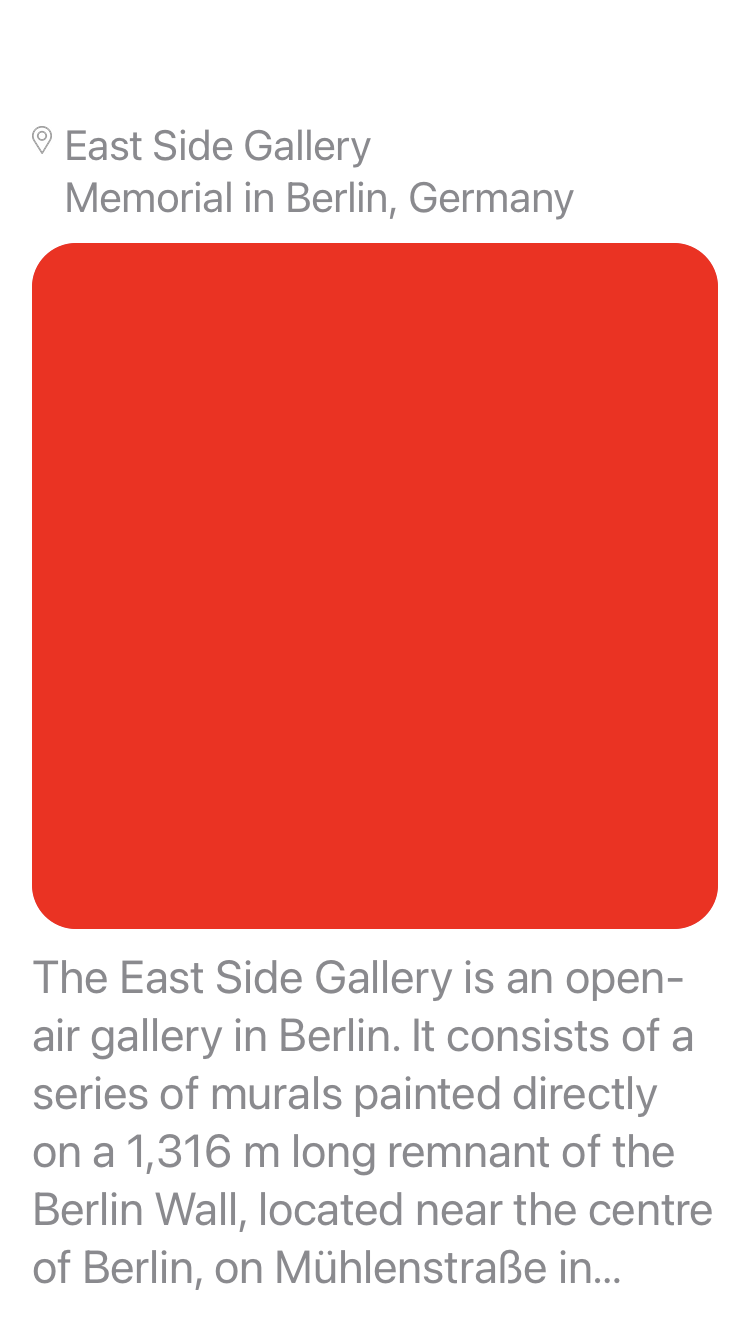 East Side Gallery
Memorial in Berlin, Germany
The East Side Gallery is an open-
air gallery in Berlin. It consists of a
series of murals painted directly
on a 1,316 m long remnant of the
Berlin Wall, located near the centre
of Berlin, on Mühlenstraße in...